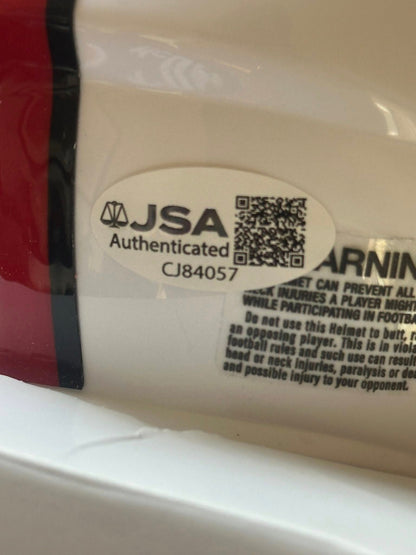 JSA
Authenticated
CJ84057
ARNIN
ET CAN PREVENT ALL
INJURIES A PLAYER MIGHT
WHILE PARTICIPATING IN FOOTBA
Do not use this Helmet to butt,
an opposing player. This is in viola
football rules and such use can result
head or neck injuries, paralysis or de
and possible injury to your opponent.